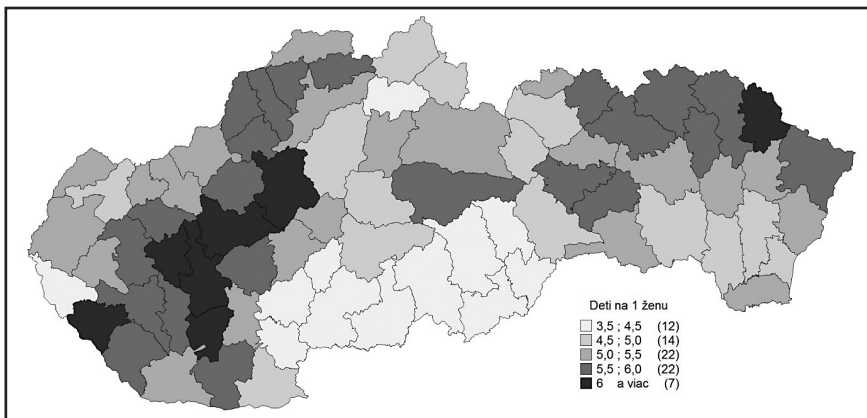 Deti na 1 ženu
3,5 ; 4,5 (12)
4,5 ; 5,0 (14)
5,0 ; 5,5 (22)
5,5 ; 6,0 (22)
6 a viac (7)